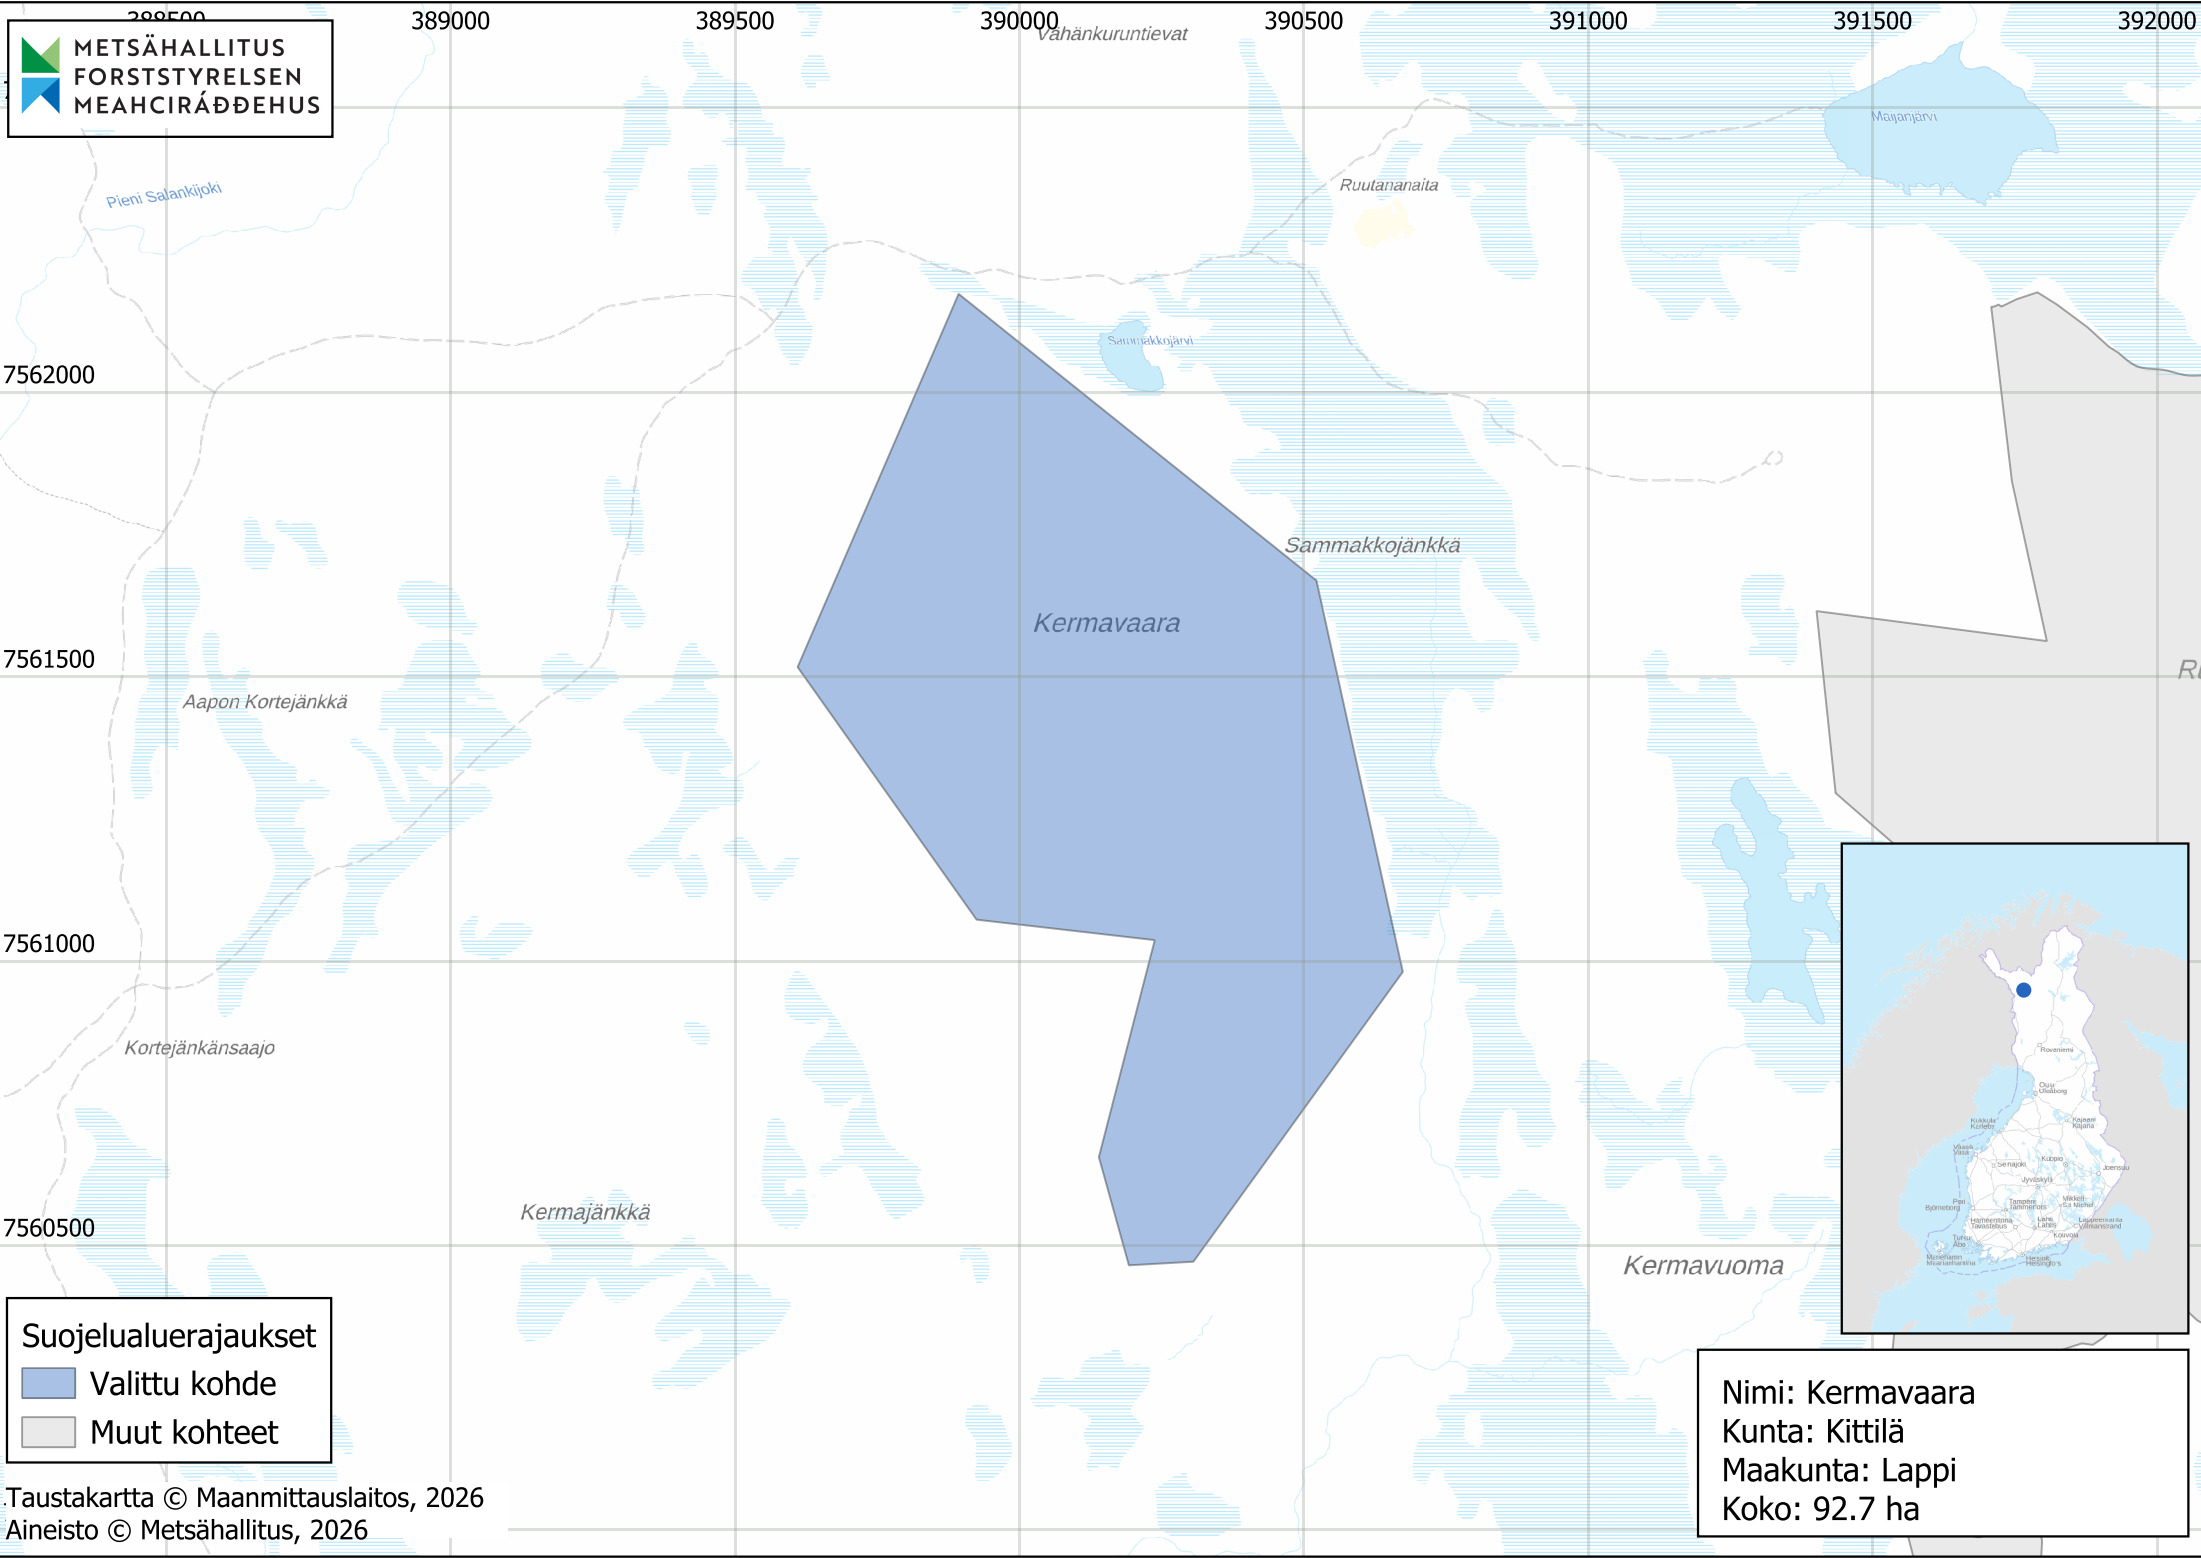 388500 389000 389500 390000 390500 391000 391500 392000
METSÄHALLITUS
FORSTSTYRELSEN
MEAHCIRÁĐĐEHUS
Vähänkuruntievat
Maijanjärvi
Pieni Salankijoki
Ruutananaita
Sammakkojärvi
7562000
Sammakkojänkkä
Kermavaara
7561500
Aapon Kortejänkkä
7561000
Kortejänkänsaajo
Kermajänkkä
7560500
Kermavuoma
Rovaniemi
Oulu
Uleåborg
Kokkola
Karleby
Kajaani
Kajana
Vaasa
Vasa
Seinäjoki
Kuopio
Joensuu
Jyväskylä
Pori
Björneborg
Tampere
Tammerfors
Mikkeli
S:t Michel
Hämeenlinna
Tavastehus
Lahti
Lahtis
Lappeenranta
Villmanstrand
Kouvola
Turku
Åbo
Helsinki
Helsingfors
Maarianhamina
Suojelualuerajaukset
Valittu kohde
Muut kohteet
Nimi: Kermavaara
Kunta: Kittilä
Maakunta: Lappi
Koko: 92.7 ha
Taustakartta © Maanmittauslaitos, 2026
Aineisto © Metsähallitus, 2026